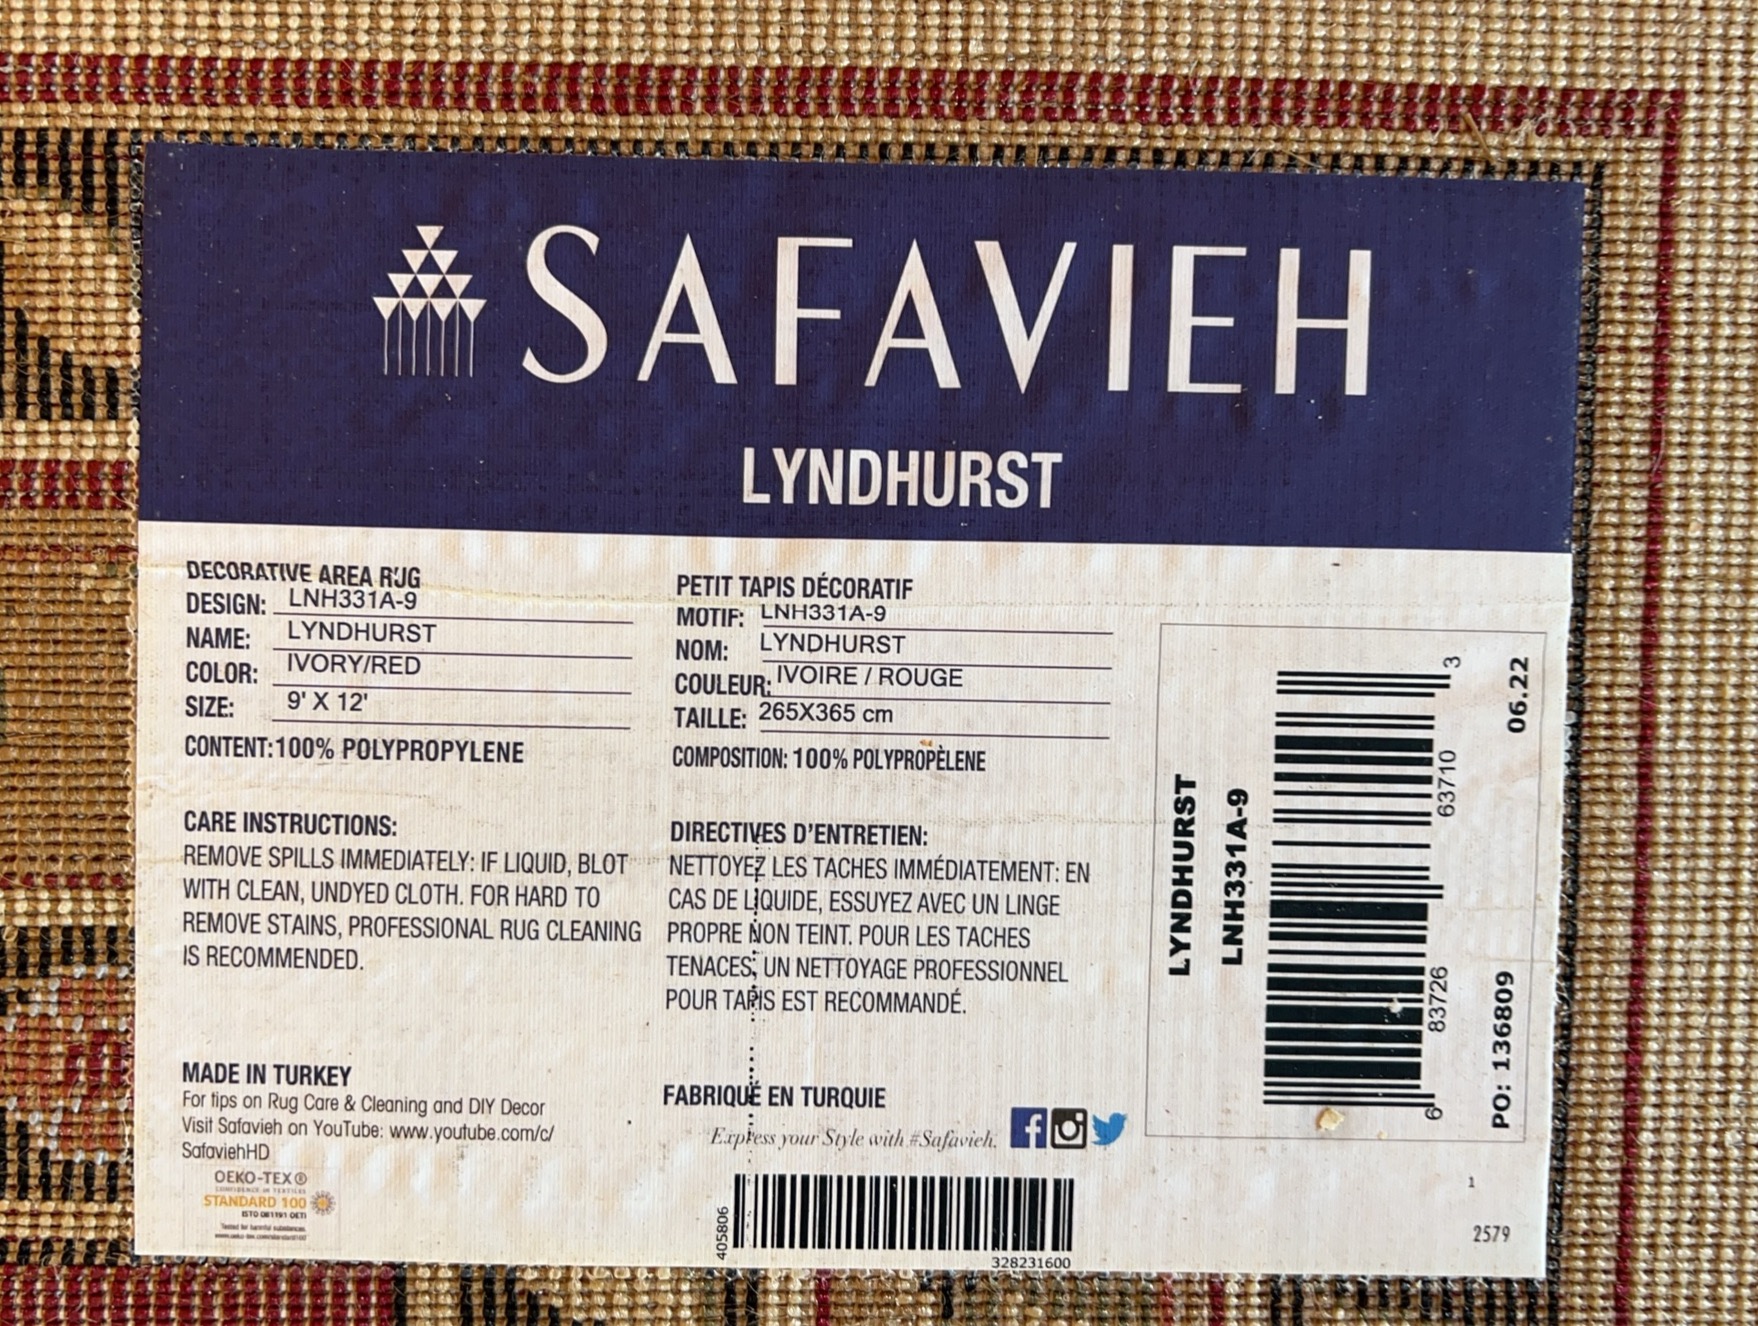 SAFAVIEH
LYNDHURST
DECORATIVE AREA RUG
DESIGN: LNH331A-9
NAME: LYNDHURST
COLOR: IVORY/RED
SIZE: 9' X 12'
CONTENT: 100% POLYPROPYLENE
CARE INSTRUCTIONS:
REMOVE SPILLS IMMEDIATELY: IF LIQUID, BLOT
WITH CLEAN, UNDYED CLOTH. FOR HARD TO
REMOVE STAINS, PROFESSIONAL RUG CLEANING
IS RECOMMENDED.
MADE IN TURKEY
For tips on Rug Care & Cleaning and DIY Decor
Visit Safavieh on YouTube: www.youtube.com/c/
SafaviehHD
OEKO-TEX®
CONFIDENCE IN TEXTILES
STANDARD 100
Tested for harmful substances.
PETIT TAPIS DÉCORATIF
MOTIF: LNH331A-9
NOM: LYNDHURST
COULEUR: IVOIRE / ROUGE
TAILLE: 265X365 cm
COMPOSITION: 100% POLYPROPÈLENE
DIRECTIVES D'ENTRETIEN:
NETTOYEZ LES TACHES IMMÉDIATEMENT: EN
CAS DE LIQUIDE, ESSUYEZ AVEC UN LINGE
PROPRE NON TEINT. POUR LES TACHES
TENACES, UN NETTOYAGE PROFESSIONNEL
POUR TAPIS EST RECOMMANDÉ.
FABRIQUÉ EN TURQUIE
Express your Style with #Safavieh.
405806
328231600
LYNDHURST
LNH331A-9
6 83726 63710 3
PO: 136809 06.22
1
2579